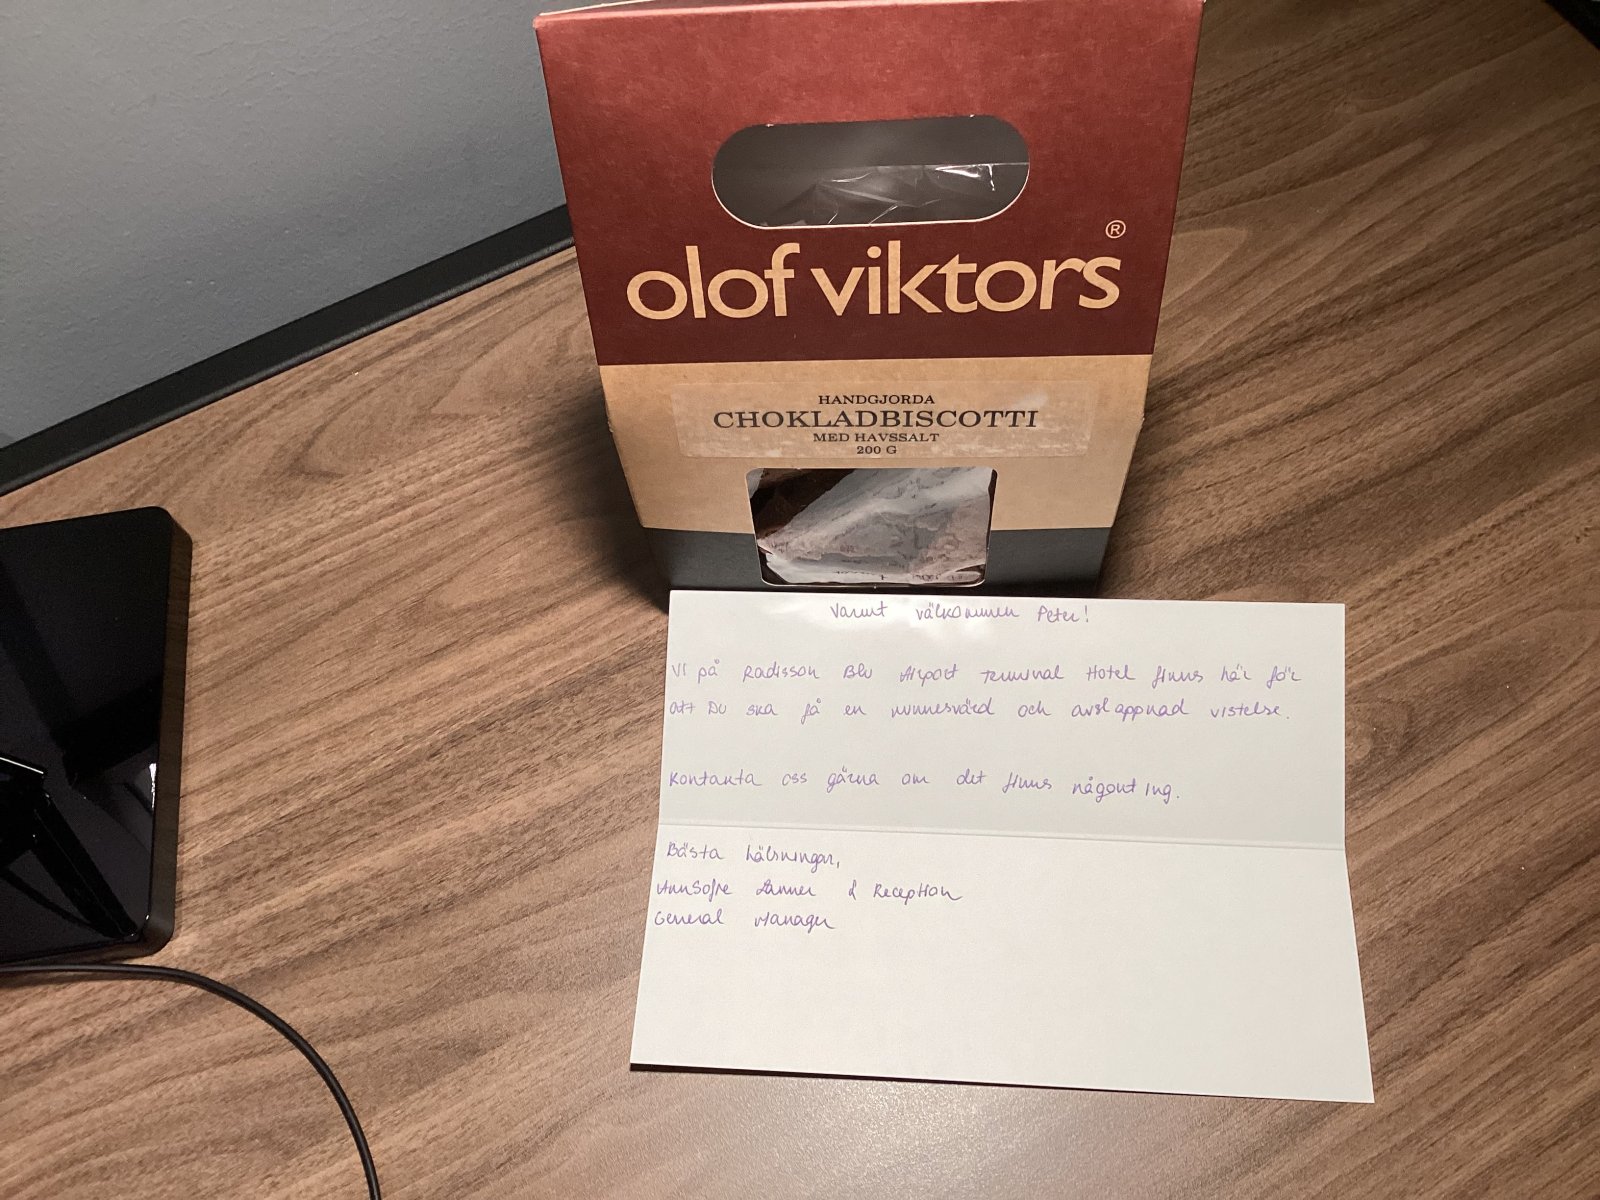 olof viktors®
HANDGJORDA
CHOKLADBISCOTTI
MED HAVSSALT
200 G
Varmt välkommen Peter!
Vi på Radisson Blu Airport Terminal Hotel finns här för
att Du ska få en minnesvärd och avslappnad vistelse.
Kontakta oss gärna om det finns någonting.
Bästa hälsningar,
AnnSofie & Reception
General Manager